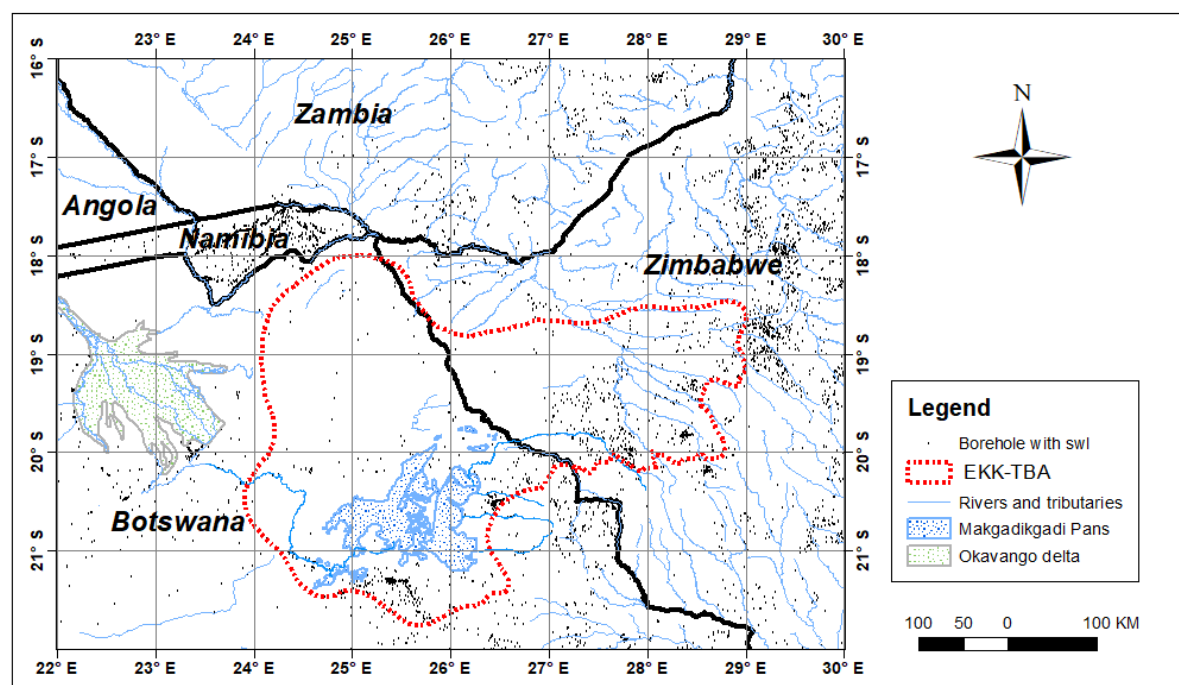 23° E 24° E 25° E 26° E 27° E 28° E 29° E 30° E
16° S 16° S
17° S 17° S
18° S 18° S
19° S 19° S
20° S 20° S
21° S 21° S
22° E 23° E 24° E 25° E 26° E 27° E 28° E 29° E 30° E
Zambia
Angola
Namibia
Zimbabwe
Botswana
N
Legend
Borehole with swl
EKK-TBA
Rivers and tributaries
Makgadikgadi Pans
Okavango delta
100 50 0 100 KM